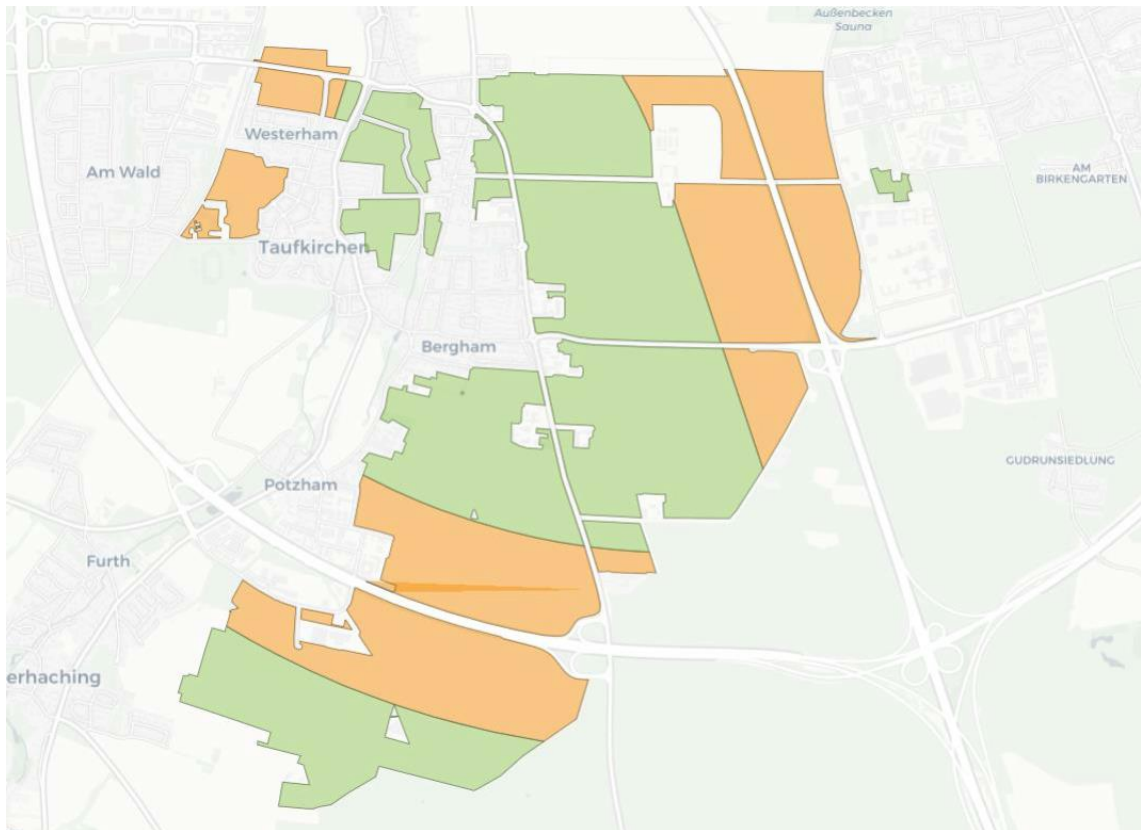 Außenbecken
Sauna
Westerham
Am Wald
AM
BIRKENGARTEN
Taufkirchen
Bergham
GUDRUNSIEDLUNG
Potzham
Furth
erhaching